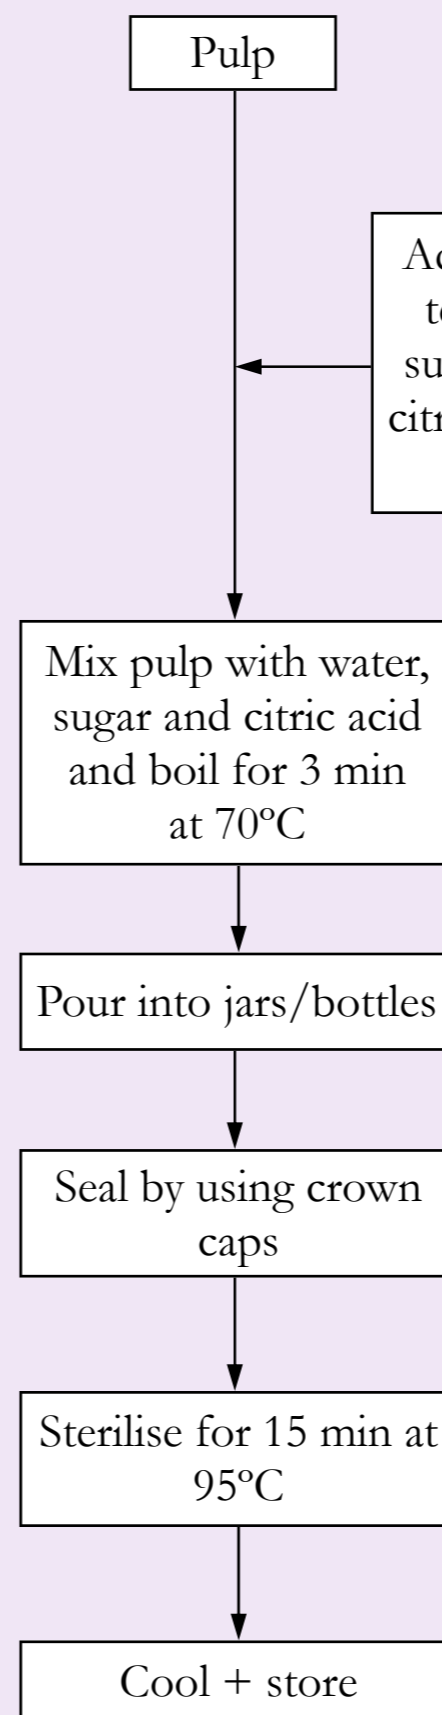 Pulp
Mix pulp with water,
sugar and citric acid
and boil for 3 min
at 70ºC
Pour into jars/bottles
Seal by using crown
caps
Sterilise for 15 min at
95ºC
Cool + store